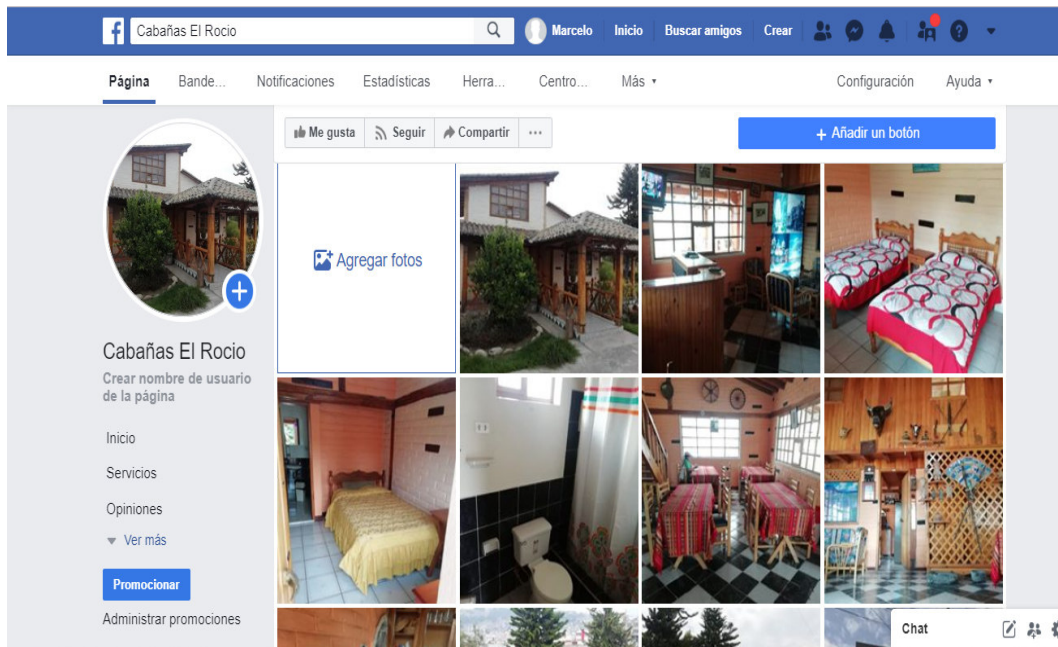 f
Cabañas El Rocio
Marcelo Inicio Buscar amigos Crear
Página Bande... Notificaciones Estadísticas Herra... Centro... Más Configuración Ayuda
Me gusta Seguir Compartir ... + Añadir un botón
Agregar fotos
Cabañas El Rocio
Crear nombre de usuario
de la página
Inicio
Servicios
Opiniones
Ver más
Promocionar
Administrar promociones
Chat